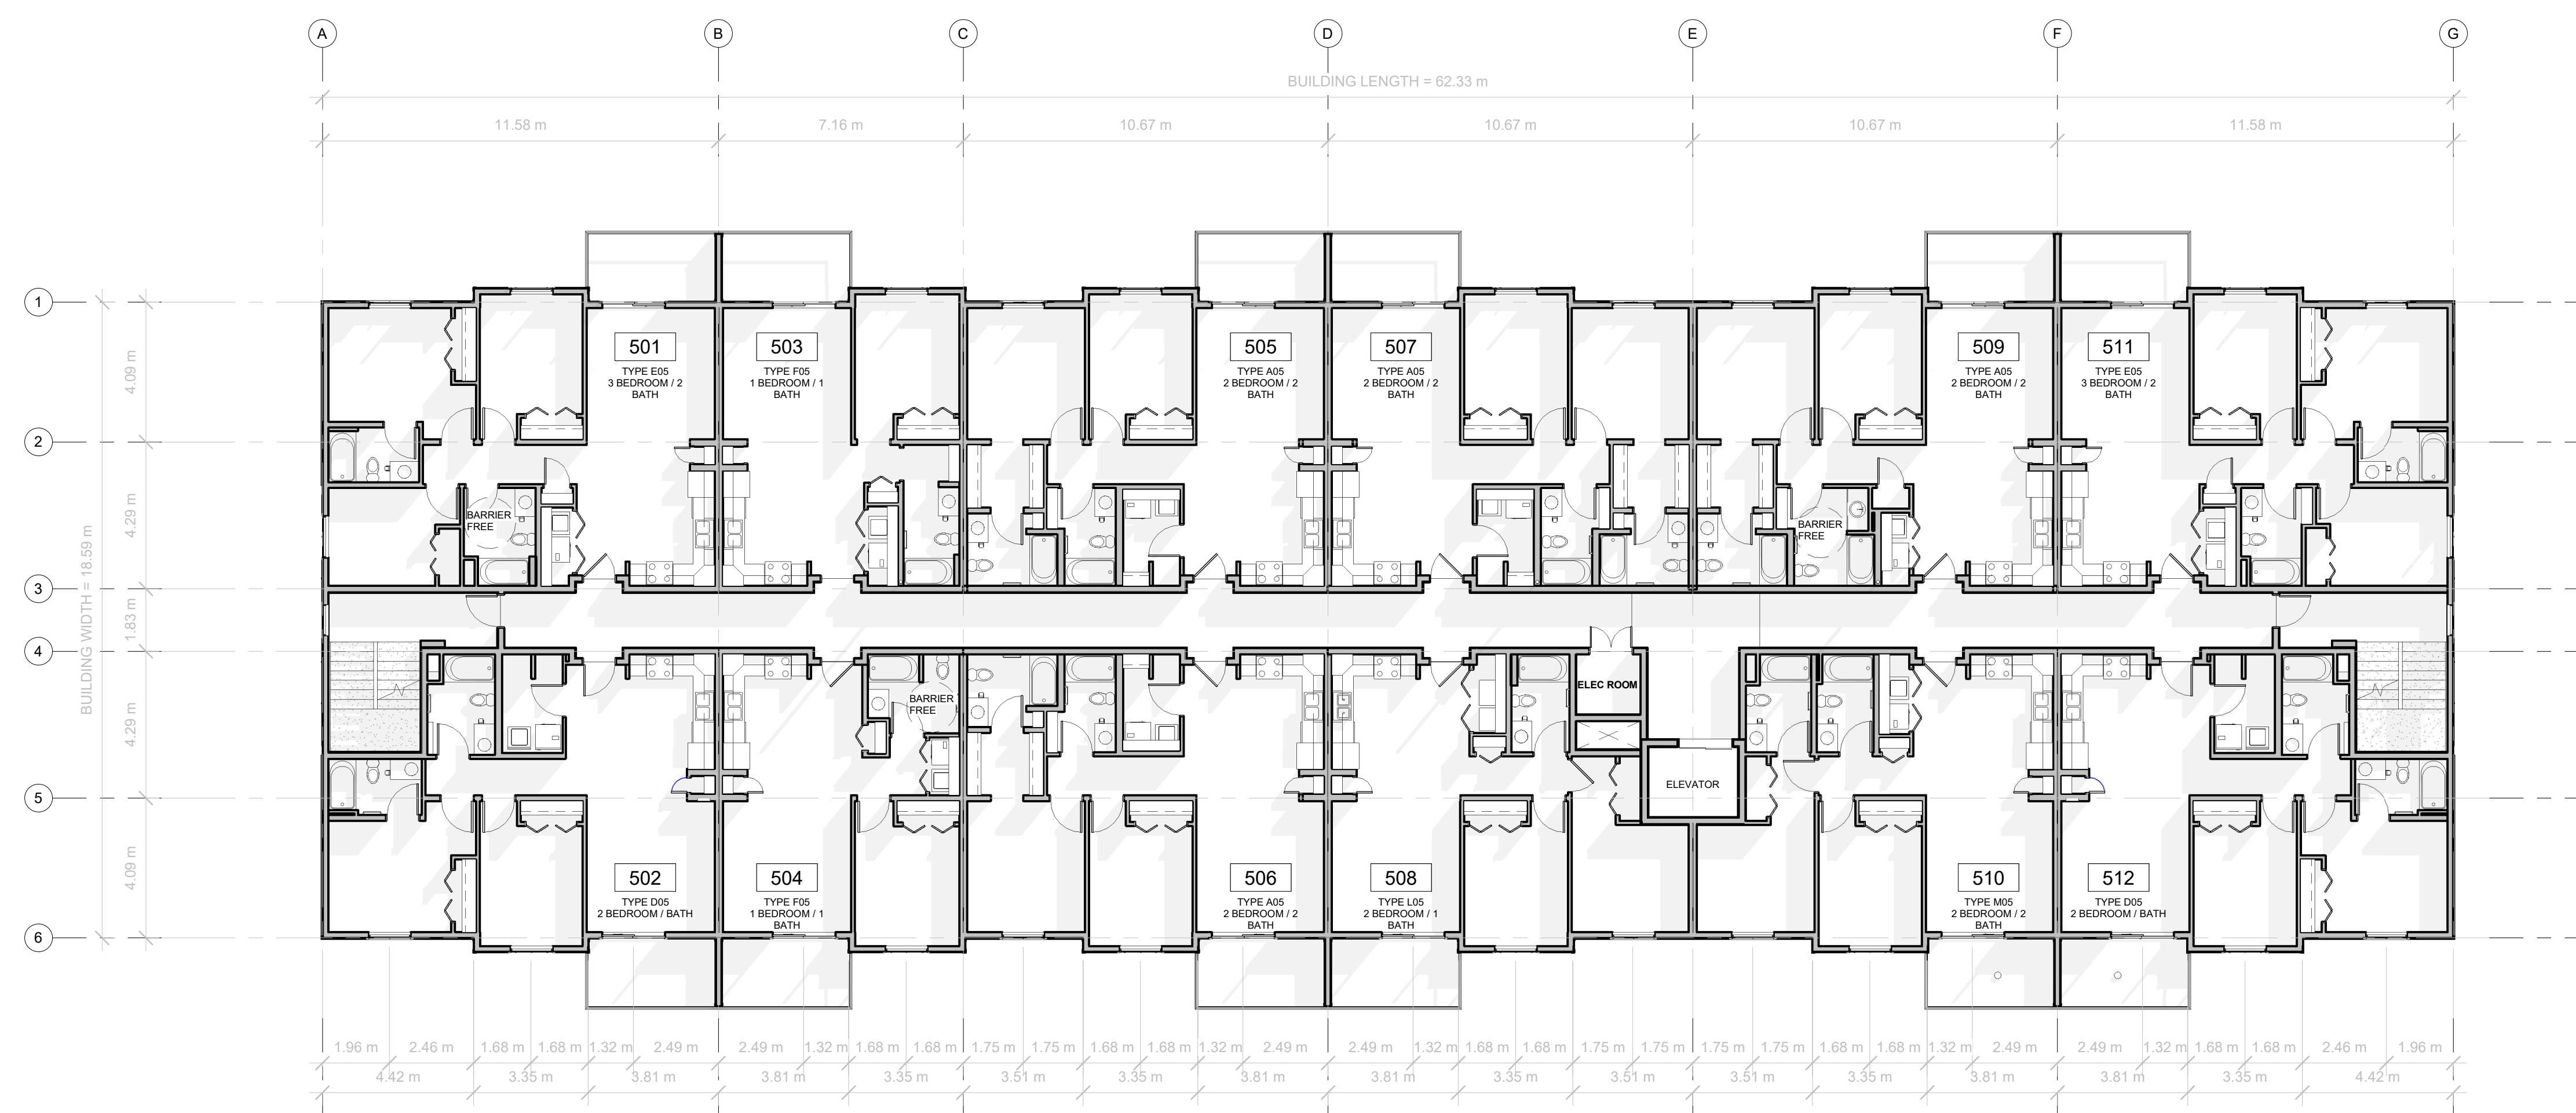 A B C D E F G
BUILDING LENGTH = 62.33 m
11.58 m 7.16 m 10.67 m 10.67 m 10.67 m 11.58 m
1
501 503 505 507 509 511
TYPE E05
3 BEDROOM / 2
BATH
TYPE F05
1 BEDROOM / 1
BATH
TYPE A05
2 BEDROOM / 2
BATH
TYPE A05
2 BEDROOM / 2
BATH
TYPE A05
2 BEDROOM / 2
BATH
TYPE E05
3 BEDROOM / 2
BATH
4.09 m
2
BARRIER
FREE
BARRIER
FREE
4.29 m
3
BUILDING WIDTH = 18.59 m
1.83 m
4
ELEC ROOM
BARRIER
FREE
4.29 m
ELEVATOR
5
4.09 m
502 504 506 508 510 512
TYPE D05
2 BEDROOM / BATH
TYPE F05
1 BEDROOM / 1
BATH
TYPE A05
2 BEDROOM / 2
BATH
TYPE L05
2 BEDROOM / 1
BATH
TYPE M05
2 BEDROOM / 2
BATH
TYPE D05
2 BEDROOM / BATH
6
1.96 m 2.46 m 1.68 m 1.68 m 1.32 m 2.49 m 2.49 m 1.32 m 1.68 m 1.68 m 1.75 m 1.75 m 1.68 m 1.68 m 1.32 m 2.49 m 2.49 m 1.32 m 1.68 m 1.68 m 1.75 m 1.75 m 1.75 m 1.75 m 1.68 m 1.68 m 1.32 m 2.49 m 2.49 m 1.32 m 1.68 m 1.68 m 2.46 m 1.96 m
4.42 m 3.35 m 3.81 m 3.81 m 3.35 m 3.51 m 3.35 m 3.81 m 3.81 m 3.35 m 3.51 m 3.51 m 3.35 m 3.81 m 3.81 m 3.35 m 4.42 m